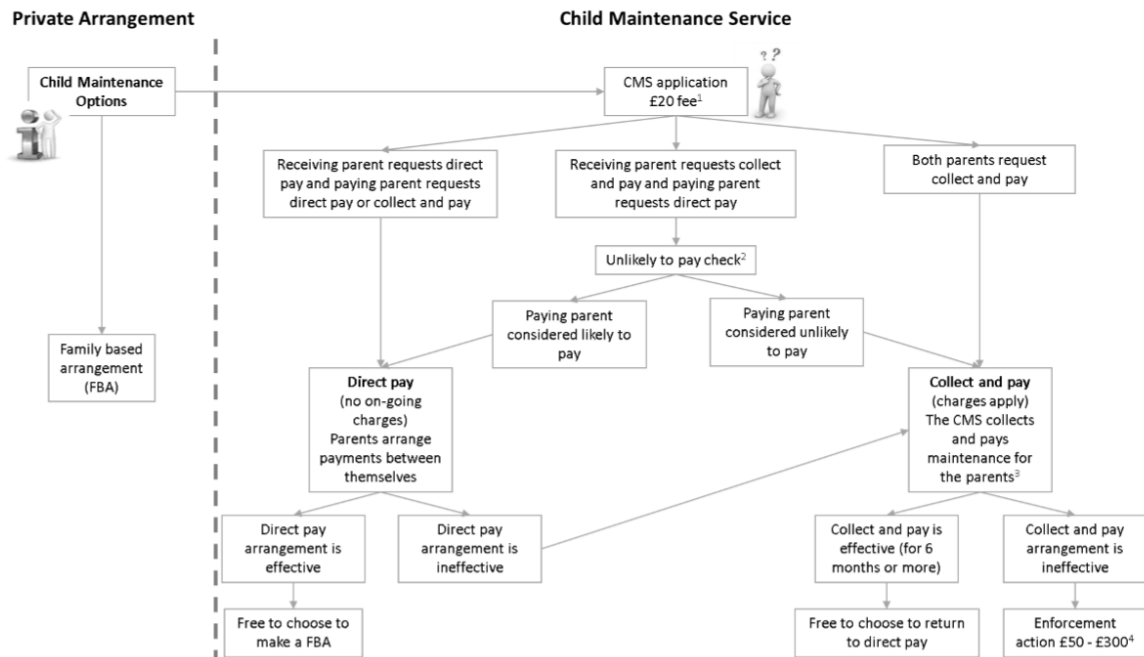 Private Arrangement
Child Maintenance Service
Child Maintenance
Options
CMS application
£20 fee1
? ?
Receiving parent requests direct
pay and paying parent requests
direct pay or collect and pay
Receiving parent requests collect
and pay and paying parent
requests direct pay
Both parents request
collect and pay
Unlikely to pay check2
Paying parent
considered likely to
pay
Paying parent
considered unlikely
to pay
Family based
arrangement
(FBA)
Direct pay
(no on-going
charges)
Parents arrange
payments between
themselves
Collect and pay
(charges apply)
The CMS collects
and pays
maintenance for
the parents3
Direct pay
arrangement is
effective
Direct pay
arrangement is
ineffective
Collect and pay is
effective (for 6
months or more)
Collect and pay
arrangement is
ineffective
Free to choose to
make a FBA
Free to choose to return
to direct pay
Enforcement
action £50 - £3004